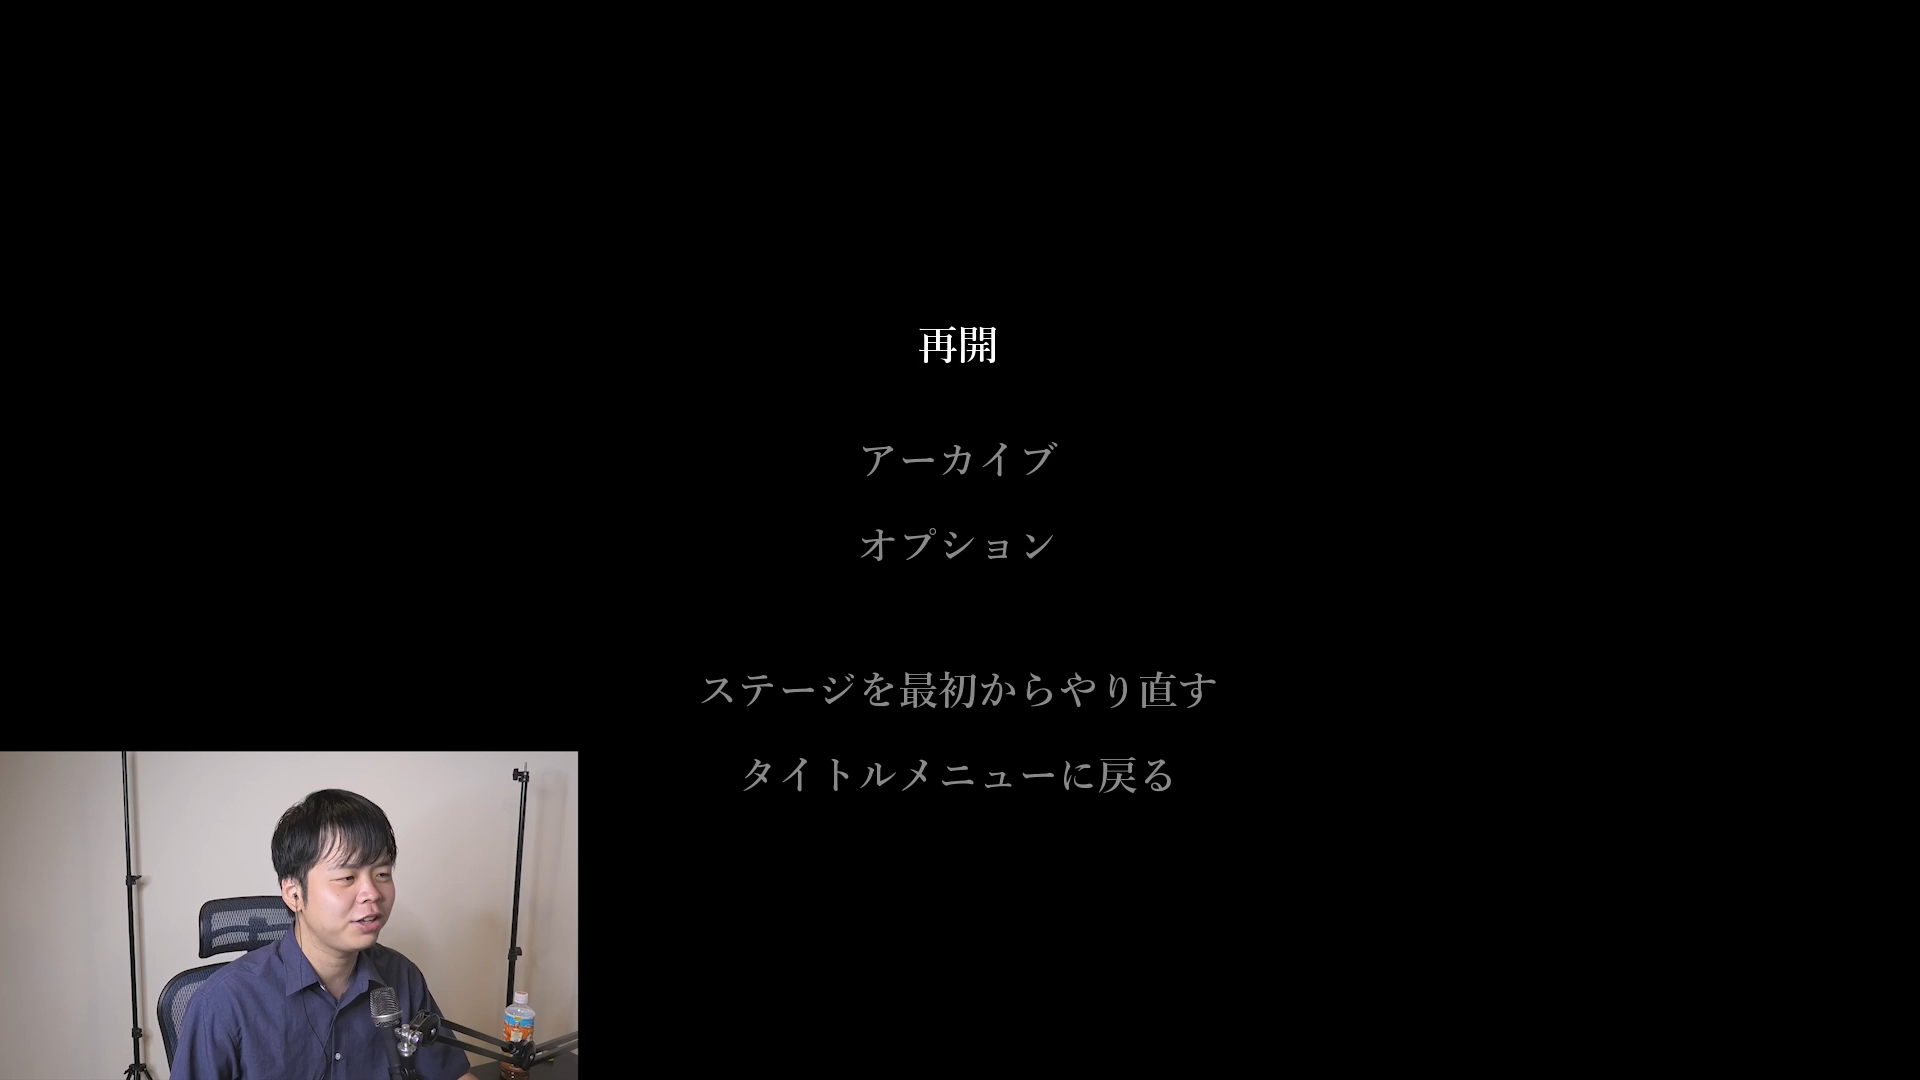 再開
アーカイブ
オプション
ステージを最初からやり直す
タイトルメニューに戻る